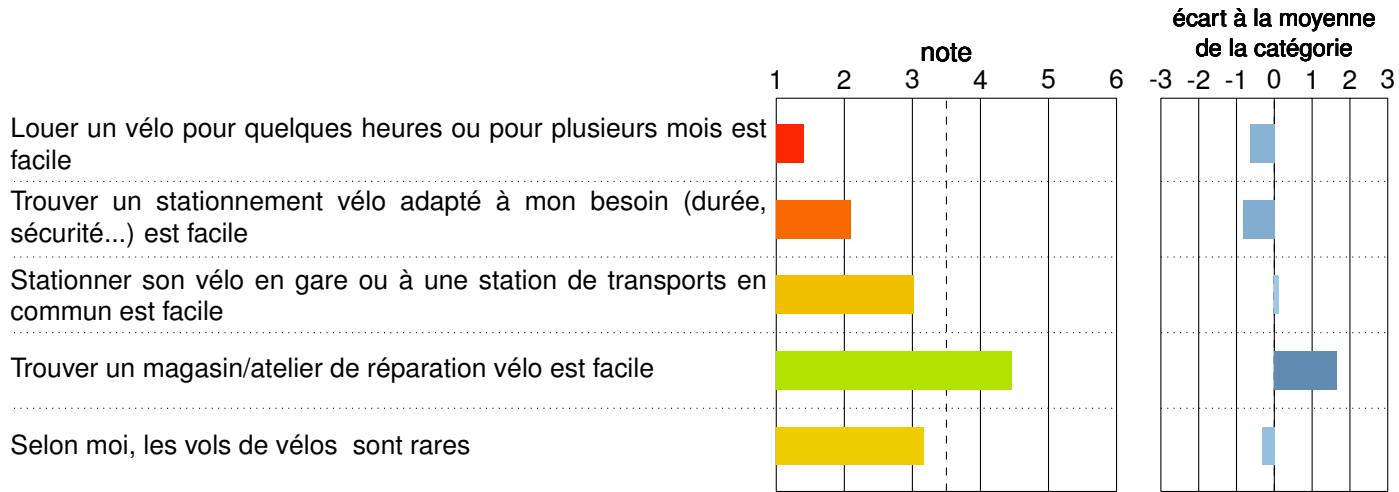 écart à la moyenne
note de la catégorie
1 2 3 4 5 6 -3 -2 -1 0 1 2 3
Louer un vélo pour quelques heures ou pour plusieurs mois est
facile
Trouver un stationnement vélo adapté à mon besoin (durée,
sécurité...) est facile
Stationner son vélo en gare ou à une station de transports en
commun est facile
Trouver un magasin/atelier de réparation vélo est facile
Selon moi, les vols de vélos sont rares